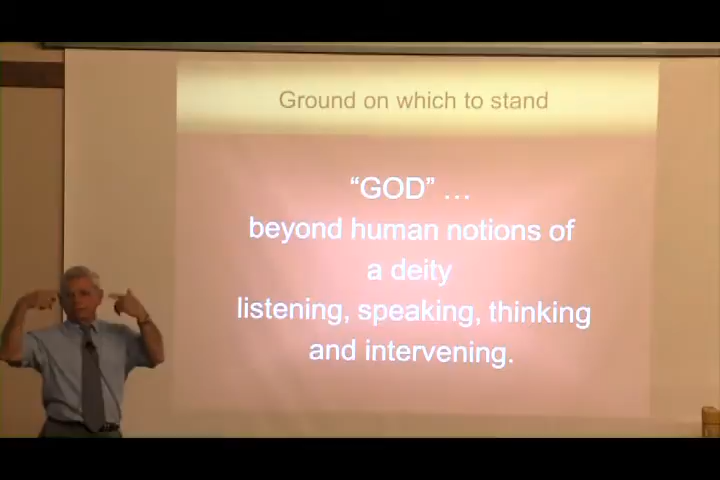 Ground on which to stand
“GOD” ...
beyond human notions of
a deity
listening, speaking, thinking
and intervening.